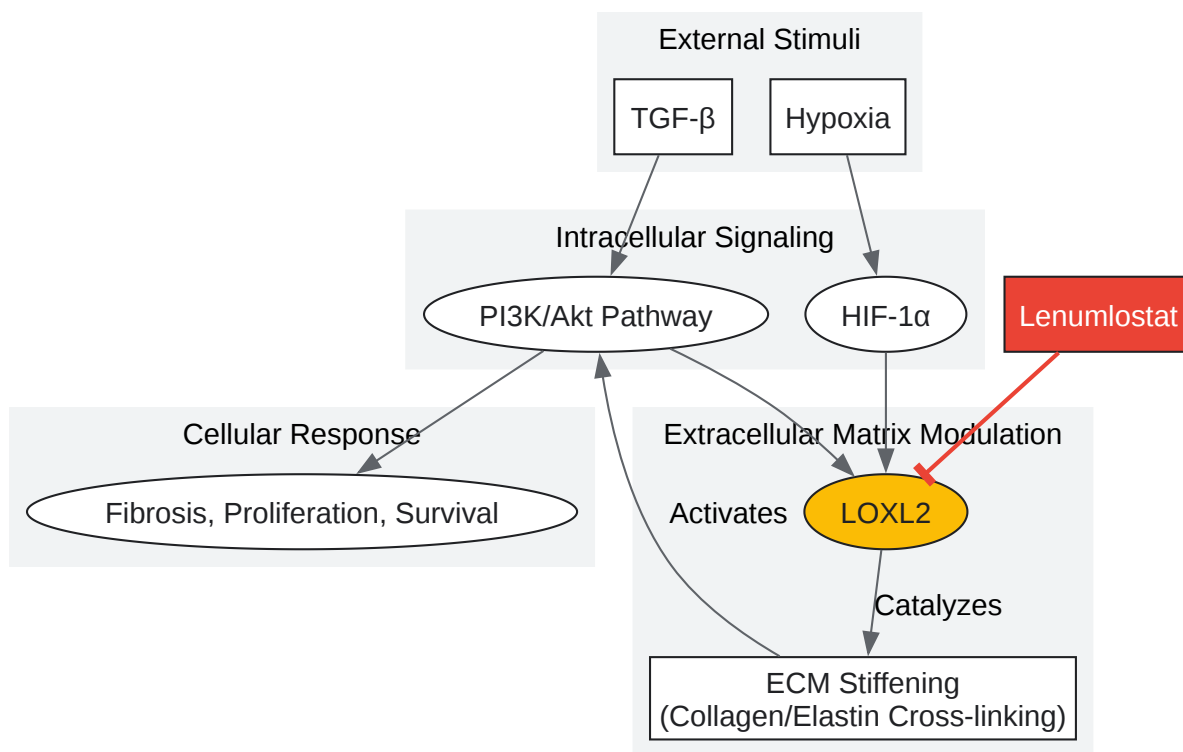 External Stimuli
TGF-β
Hypoxia
Intracellular Signaling
PI3K/Akt Pathway
HIF-1α
Lenumlostat
Cellular Response
Extracellular Matrix Modulation
Fibrosis, Proliferation, Survival
Activates
LOXL2
Catalyzes
ECM Stiffening
(Collagen/Elastin Cross-linking)